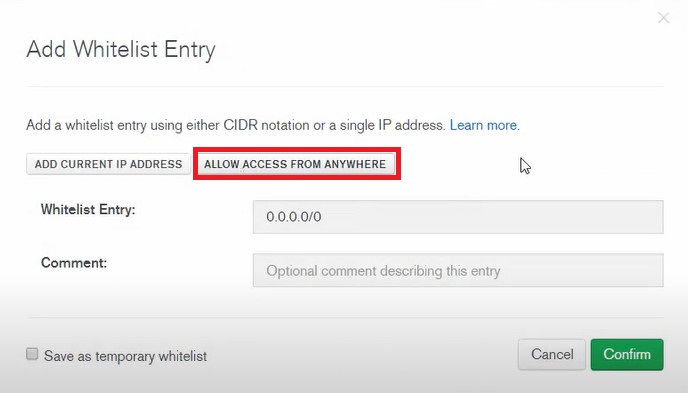 Add Whitelist Entry
Add a whitelist entry using either CIDR notation or a single IP address. Learn more.
ADD CURRENT IP ADDRESS ALLOW ACCESS FROM ANYWHERE
Whitelist Entry: 0.0.0.0/0
Comment: Optional comment describing this entry
Save as temporary whitelist Cancel Confirm